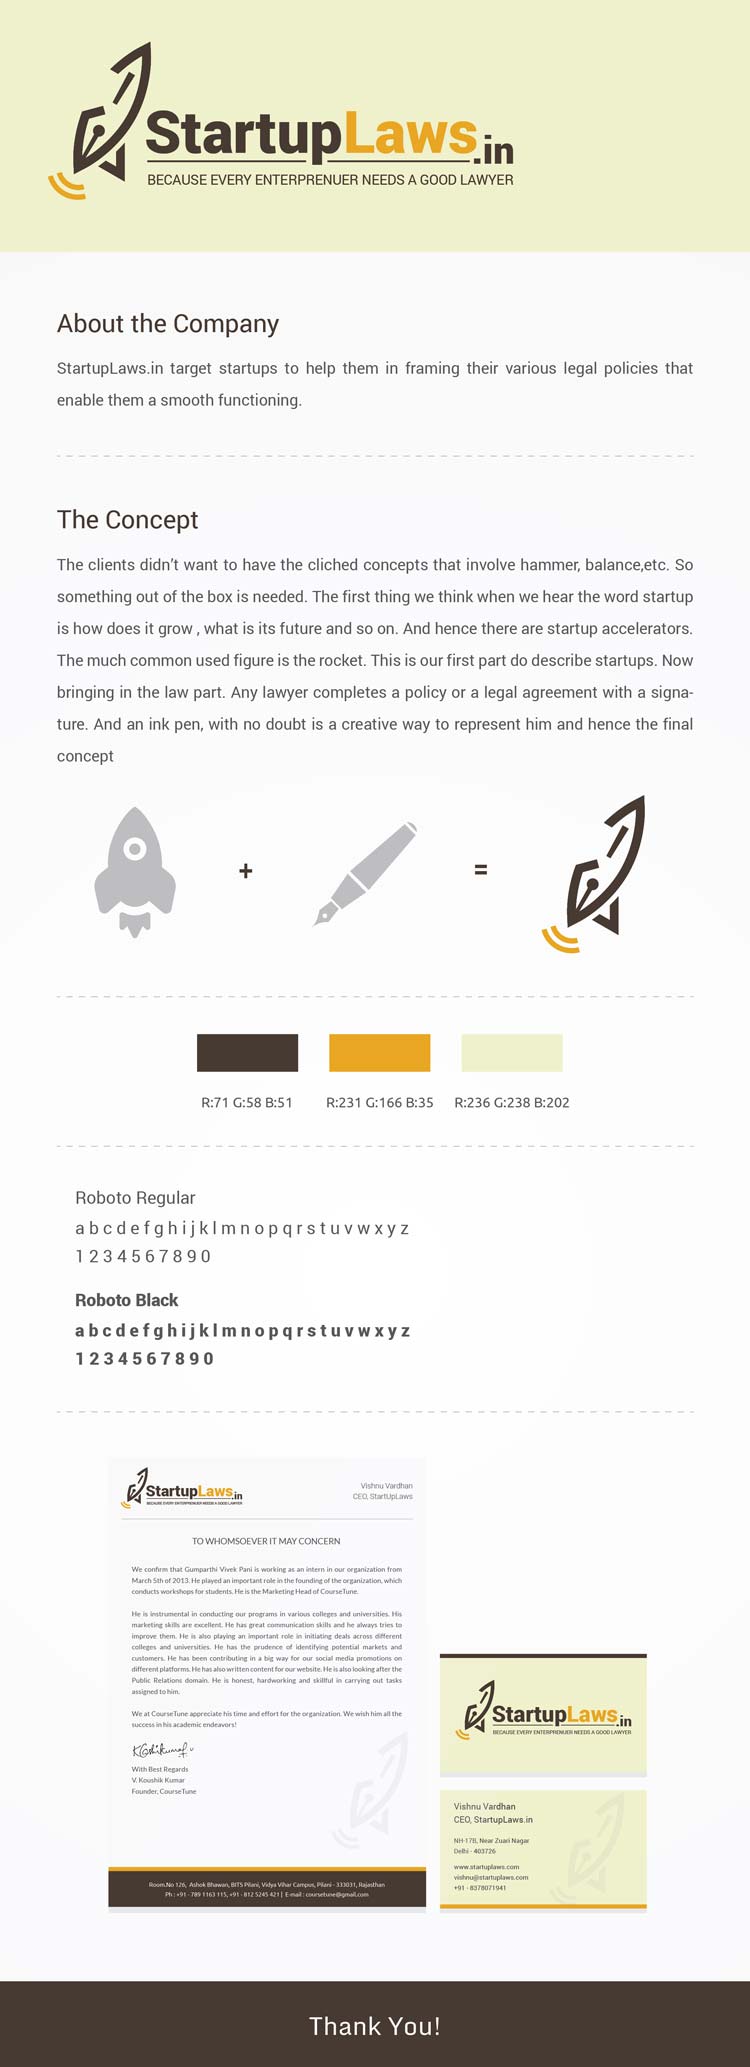 StartupLaws.in
BECAUSE EVERY ENTERPRENUER NEEDS A GOOD LAWYER
About the Company
StartupLaws.in target startups to help them in framing their various legal policies that
enable them a smooth functioning.
The Concept
The clients didn’t want to have the cliched concepts that involve hammer, balance,etc. So
something out of the box is needed. The first thing we think when we hear the word startup
is how does it grow , what is its future and so on. And hence there are startup accelerators.
The much common used figure is the rocket. This is our first part do describe startups. Now
bringing in the law part. Any lawyer completes a policy or a legal agreement with a signa-
ture. And an ink pen, with no doubt is a creative way to represent him and hence the final
concept
+ =
R:71 G:58 B:51 R:231 G:166 B:35 R:236 G:238 B:202
Roboto Regular
a b c d e f g h i j k l m n o p q r s t u v w x y z
1 2 3 4 5 6 7 8 9 0
Roboto Black
a b c d e f g h i j k l m n o p q r s t u v w x y z
1 2 3 4 5 6 7 8 9 0
StartupLaws.in
BECAUSE EVERY ENTERPRENUER NEEDS A GOOD LAWYER
Vishnu Vardhan
CEO, StartUpLaws
TO WHOMSOEVER IT MAY CONCERN
We confirm that Gumparthi Vivek Pani is working as an intern in our organization from
March 5th of 2013. He played an important role in the founding of the organization, which
conducts workshops for students. He is the Marketing Head of CourseTune.
He is instrumental in conducting our programs in various colleges and universities. His
marketing skills are excellent. He has great communication skills and he always tries to
improve them. He is also playing an important role in initiating deals across different
colleges and universities. He has the prudence of identifying potential markets and
customers. He has been contributing in a big way for our social media promotions on
different platforms. He has also written content for our website. He is also looking after the
Public Relations domain. He is honest, hardworking and skillful in carrying out tasks
assigned to him.
We at CourseTune appreciate his time and effort for the organization. We wish him all the
success in his academic endeavors!
With Best Regards
V. Koushik Kumar
Founder, CourseTune
Room.No 126, Ashok Bhawan, BITS Pilani, Vidya Vihar Campus, Pilani - 333031, Rajasthan
Ph : +91 - 789 1163 115, +91 - 812 5245 421 | E-mail : coursetune@gmail.com
StartupLaws.in
BECAUSE EVERY ENTERPRENUER NEEDS A GOOD LAWYER
Vishnu Vardhan
CEO, StartupLaws.in
NH-17B, Near Zuari Nagar
Delhi - 403726
www.startuplaws.com
vishnu@startuplaws.com
+91 - 8378071941
Thank You!